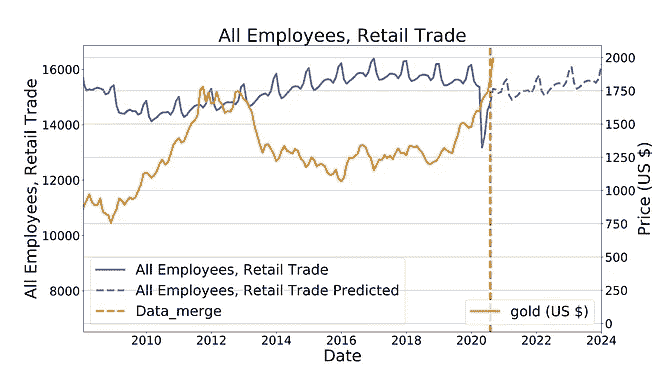 All Employees, Retail Trade
All Employees, Retail Trade
16000
14000
12000
10000
8000
2000
1750
1500
1250
1000
750
500
250
0
Price (US $)
All Employees, Retail Trade
All Employees, Retail Trade Predicted
Data_merge
gold (US $)
2010
2012
2014
2016
2018
2020
2022
2024
Date